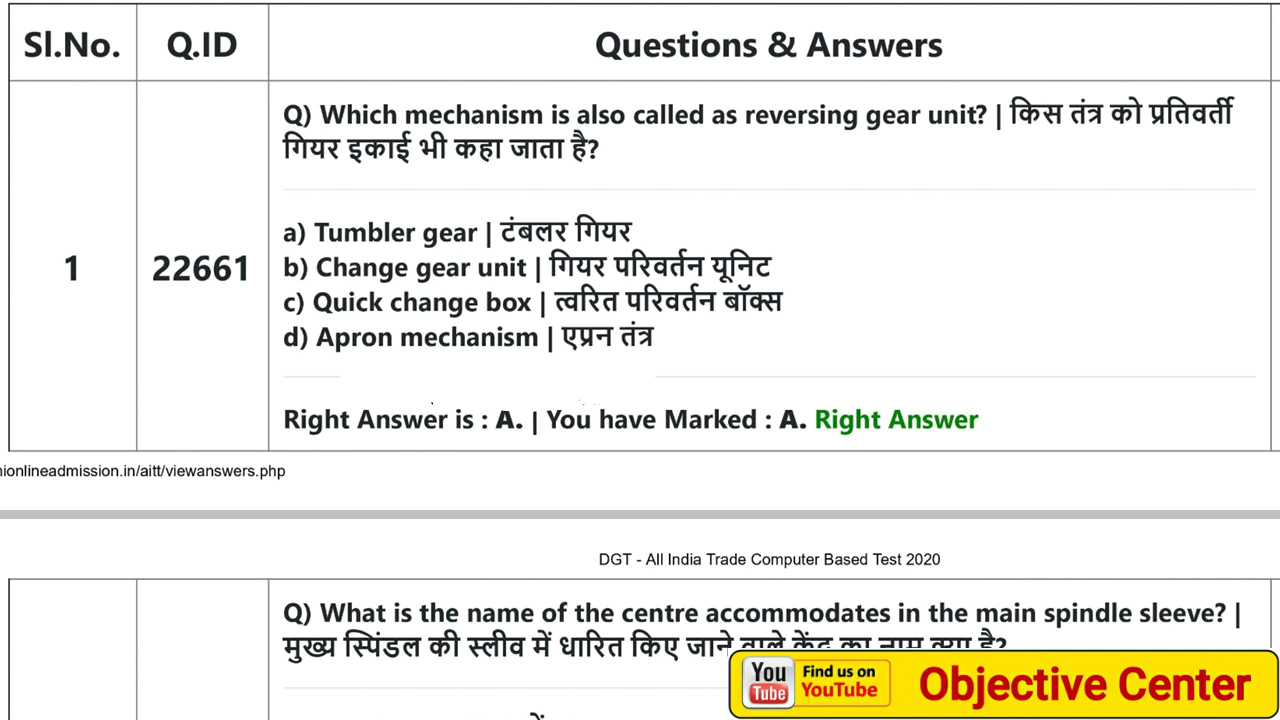 Sl.No. Q.ID Questions & Answers
Q) Which mechanism is also called as reversing gear unit? | किस तंत्र को प्रतिवर्ती
गियर इकाई भी कहा जाता है?
a) Tumbler gear | टंबलर गियर
1 22661 b) Change gear unit | गियर परिवर्तन यूनिट
c) Quick change box | त्वरित परिवर्तन बॉक्स
d) Apron mechanism | एप्रन तंत्र
Right Answer is : A. | You have Marked : A. Right Answer
nionlineadmission.in/aitt/viewanswers.php
DGT - All India Trade Computer Based Test 2020
Q) What is the name of the centre accommodates in the main spindle sleeve? |
मुख्य स्पिंडल की स्लीव में धारित किए जाने वाले केंद्र का नाम क्या है?
You Tube Find us on YouTube Objective Center